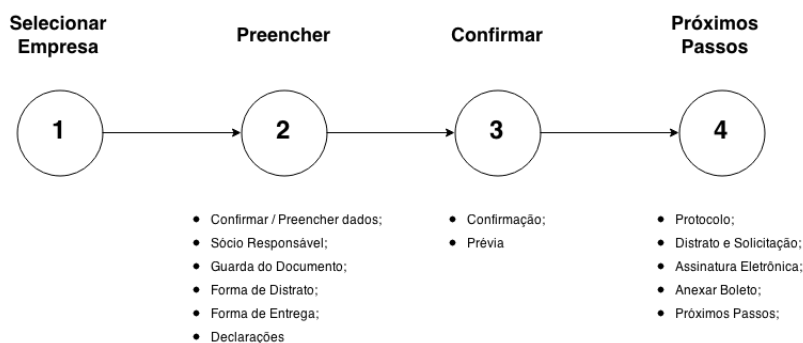 Selecionar
Empresa
Preencher
Confirmar
Próximos
Passos
1
2
3
4
Confirmar / Preencher dados;
Sócio Responsável;
Guarda do Documento;
Forma de Distrato;
Forma de Entrega;
Declarações
Confirmação;
Prévia
Protocolo;
Distrato e Solicitação;
Assinatura Eletrônica;
Anexar Boleto;
Próximos Passos;